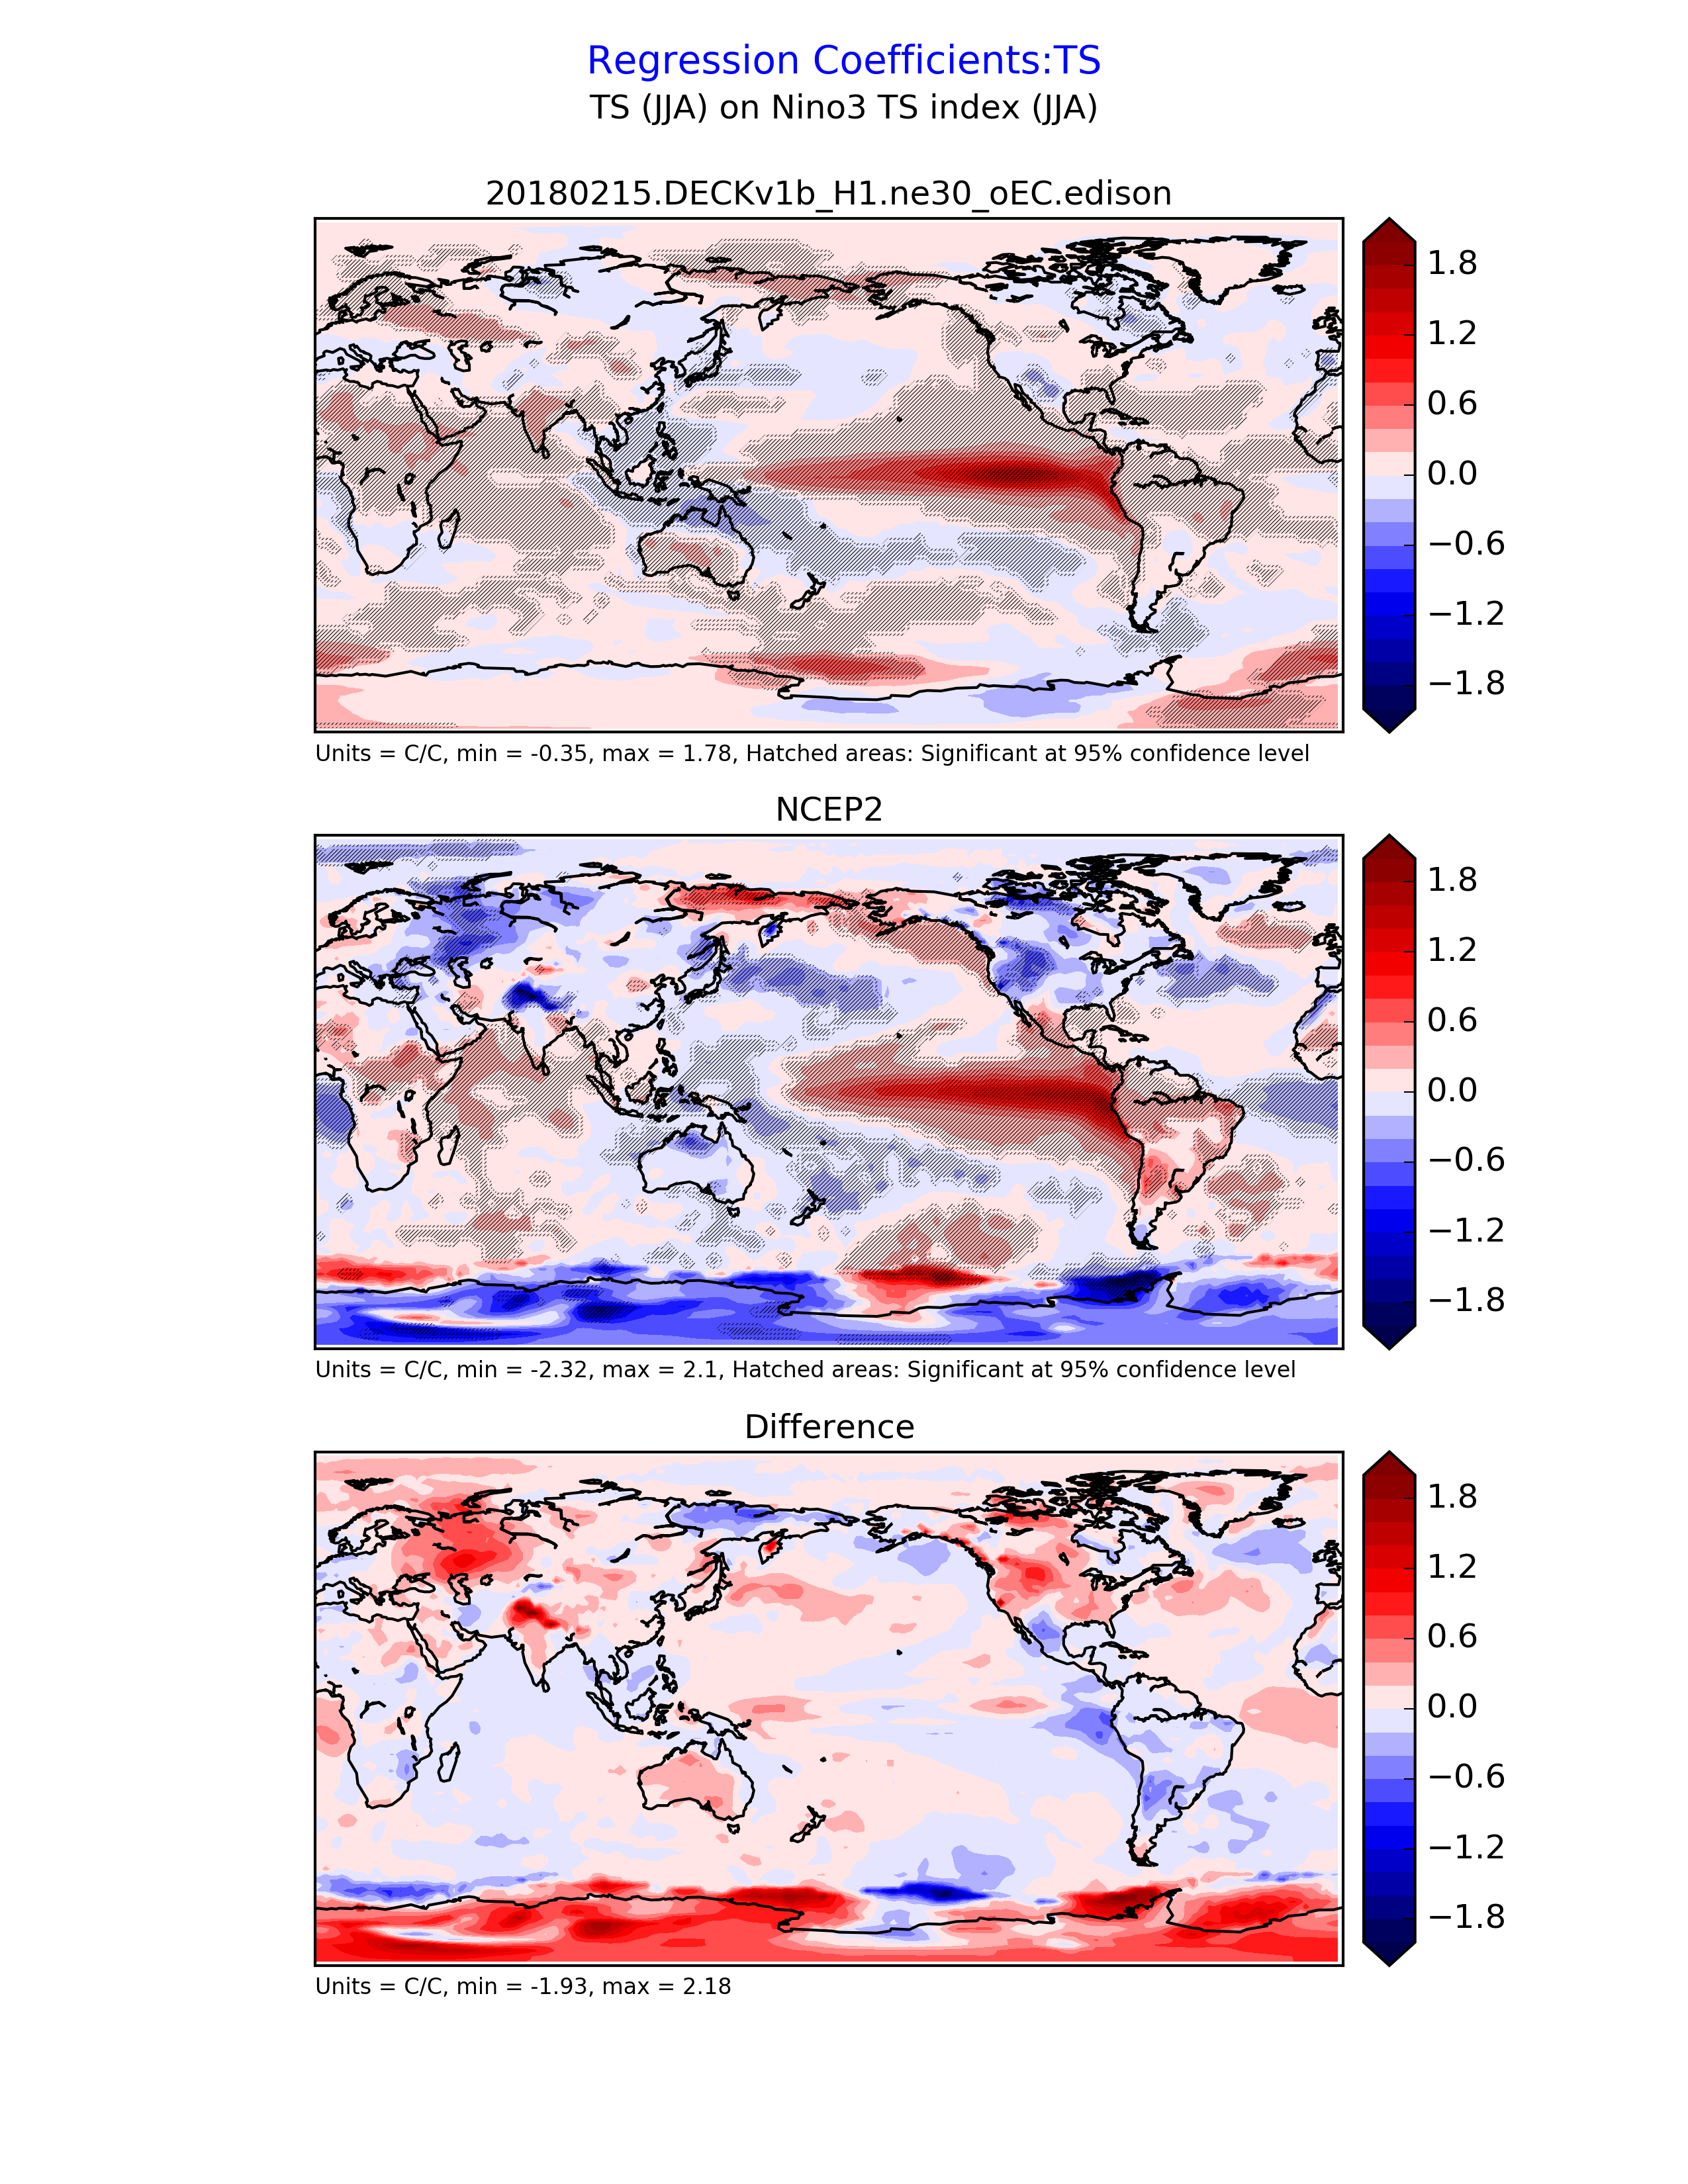 Regression Coefficients:TS
TS (JJA) on Nino3 TS index (JJA)
20180215.DECKv1b_H1.ne30_oEC.edison
1.8
1.2
0.6
0.0
−0.6
−1.2
−1.8
Units = C/C, min = -0.35, max = 1.78, Hatched areas: Significant at 95% confidence level
NCEP2
1.8
1.2
0.6
0.0
−0.6
−1.2
−1.8
Units = C/C, min = -2.32, max = 2.1, Hatched areas: Significant at 95% confidence level
Difference
1.8
1.2
0.6
0.0
−0.6
−1.2
−1.8
Units = C/C, min = -1.93, max = 2.18